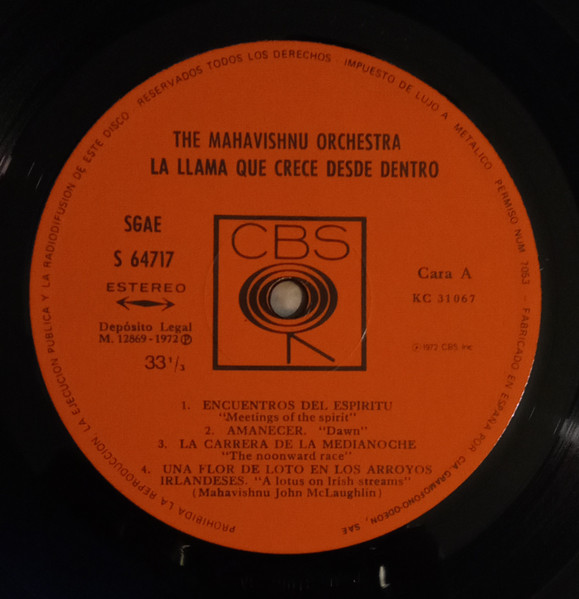 THE MAHAVISHNU ORCHESTRA
LA LLAMA QUE CRECE DESDE DENTRO
SGAE
S 64717
ESTEREO
CBS
Cara A
KC 31067
Depósito Legal
M. 12869-1972 Ⓟ
33 1/3
© 1972 CBS Inc
1. ENCUENTROS DEL ESPIRITU
"Meetings of the spirit"
2. AMANECER. "Dawn"
3. LA CARRERA DE LA MEDIANOCHE
"The noonward race"
4. UNA FLOR DE LOTO EN LOS ARROYOS
IRLANDESES. "A lotus on Irish streams"
(Mahavishnu John McLaughlin)
PROHIBIDA LA REPRODUCCION, LA EJECUCION PUBLICA Y LA RADIODIFUSION DE ESTE DISCO · RESERVADOS TODOS LOS DERECHOS · IMPUESTO DE LUJO A METALICO, PERMISO NUM 7053 - FABRICADO EN ESPAÑA POR CIA. GRAMOFONO-ODEON, SAE